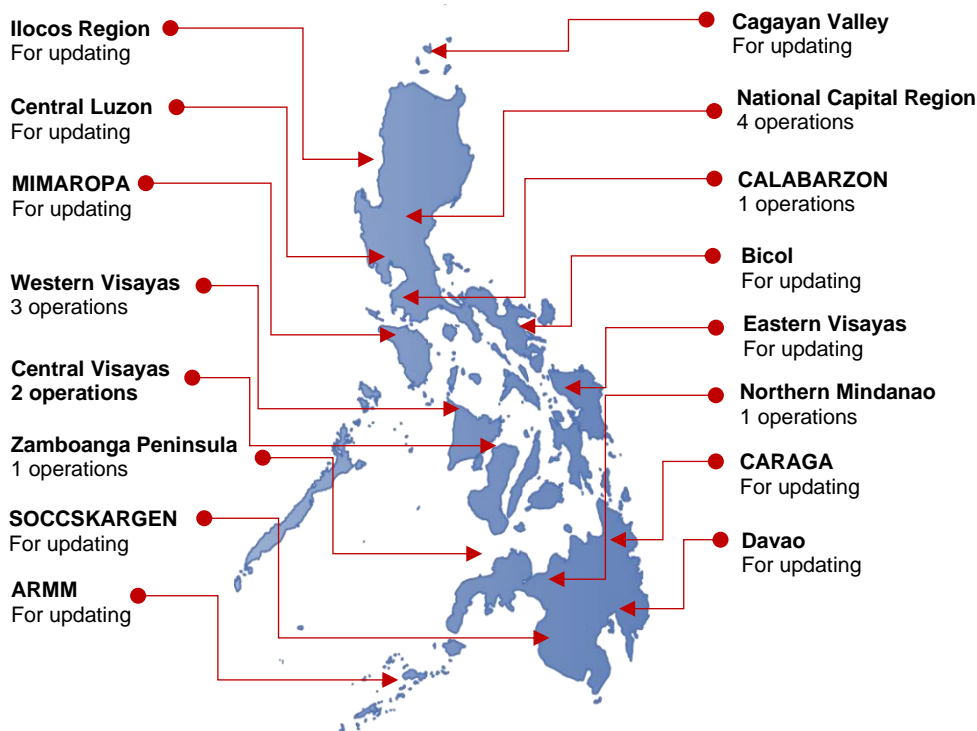 Ilocos Region
For updating
Central Luzon
For updating
MIMAROPA
For updating
Western Visayas
3 operations
Central Visayas
2 operations
Zamboanga Peninsula
1 operations
SOCCSKARGEN
For updating
ARMM
For updating
Cagayan Valley
For updating
National Capital Region
4 operations
CALABARZON
1 operations
Bicol
For updating
Eastern Visayas
For updating
Northern Mindanao
1 operations
CARAGA
For updating
Davao
For updating